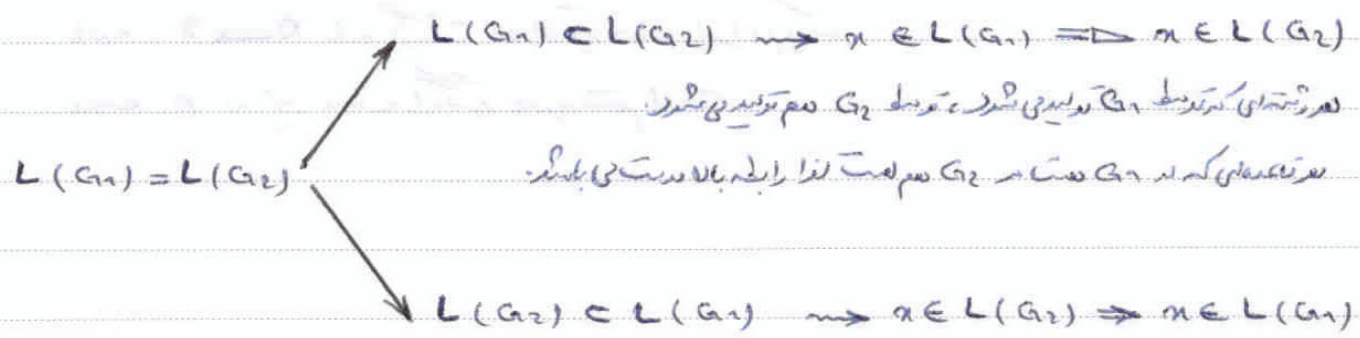 L(G1) ⊂ L(G2) ⟿ x ∈ L(G1) ⟹ x ∈ L(G2)
هر رشته‌ای که توسط G1 تولید می شود، توسط G2 هم تولید می شود.
L(G1) = L(G2)
هر قاعده‌ای که در G1 هست در G2 هم هست لذا رابطه بالا درست می باشد.
L(G2) ⊂ L(G1) ⟿ x ∈ L(G2) ⇒ x ∈ L(G1)